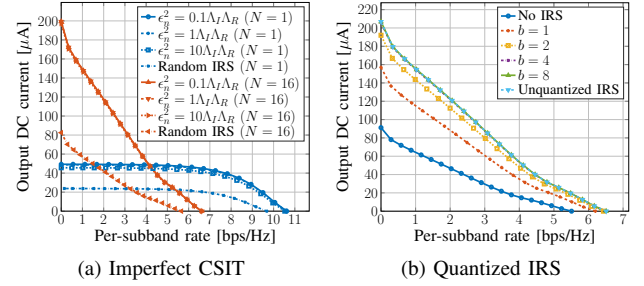 Output DC current [μA]
200
180
160
140
120
100
80
60
40
20
0
0 1 2 3 4 5 6 7 8 9 10 11
Per-subband rate [bps/Hz]
ϵ_n^2 = 0.1Λ_IΛ_R (N = 1)
ϵ_n^2 = 1Λ_IΛ_R (N = 1)
ϵ_n^2 = 10Λ_IΛ_R (N = 1)
Random IRS (N = 1)
ϵ_n^2 = 0.1Λ_IΛ_R (N = 16)
ϵ_n^2 = 1Λ_IΛ_R (N = 16)
ϵ_n^2 = 10Λ_IΛ_R (N = 16)
Random IRS (N = 16)
(a) Imperfect CSIT
Output DC current [μA]
200
180
160
140
120
100
80
60
40
20
0
0 1 2 3 4 5 6 7
Per-subband rate [bps/Hz]
No IRS
b = 1
b = 2
b = 4
b = 8
Unquantized IRS
(b) Quantized IRS